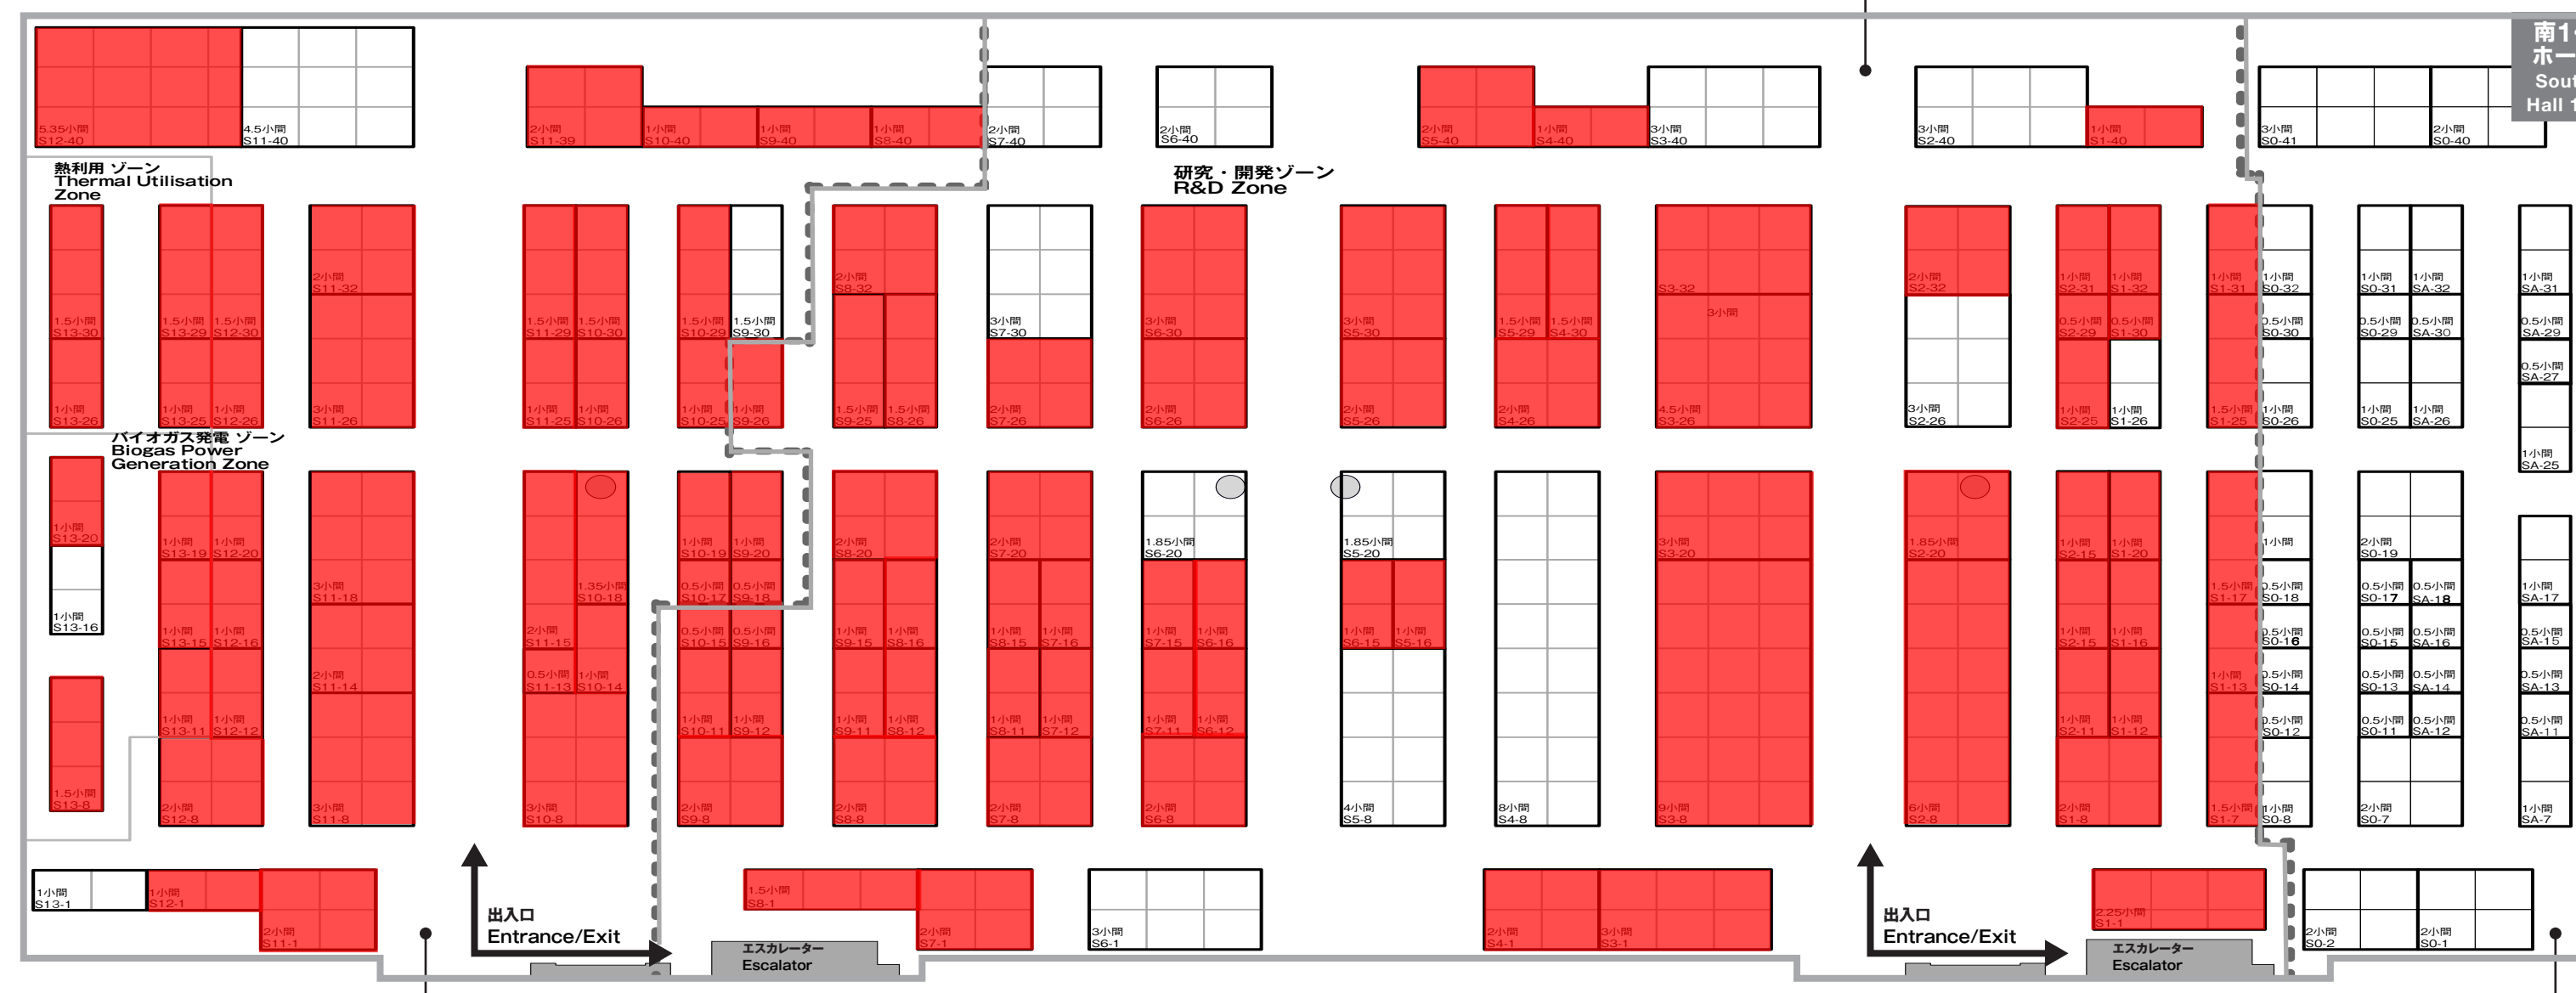 南1
ホー
Sout
Hall 1
5.35小間
S12-40
4.5小間
S11-40
2小間
S11-39
1小間
S10-40
1小間
S9-40
1小間
S8-40
2小間
S7-40
2小間
S6-40
2小間
S5-40
1小間
S4-40
3小間
S3-40
3小間
S2-40
1小間
S1-40
3小間
S0-41
2小間
S0-40
熱利用 ゾーン
Thermal Utilisation
Zone
研究・開発ゾーン
R&D Zone
2小間
S11-32
2小間
S8-32
S3-32
2小間
S2-32
1小間
S2-31
1小間
S1-32
1小間
S1-31
1小間
S0-32
1小間
S0-31
1小間
SA-32
1小間
SA-31
1.5小間
S13-30
1.5小間
S13-29
1.5小間
S12-30
1.5小間
S11-29
1.5小間
S10-30
1.5小間
S10-29
1.5小間
S9-30
3小間
S7-30
3小間
S6-30
3小間
S5-30
1.5小間
S5-29
1.5小間
S4-30
3小間
0.5小間
S2-29
0.5小間
S1-30
0.5小間
S0-30
0.5小間
S0-29
0.5小間
SA-30
0.5小間
SA-29
0.5小間
SA-27
1小間
S13-26
1小間
S13-25
1小間
S12-26
3小間
S11-26
1小間
S11-25
1小間
S10-26
1小間
S10-25
1小間
S9-26
1.5小間
S9-25
1.5小間
S8-26
2小間
S7-26
2小間
S6-26
2小間
S5-26
2小間
S4-26
4.5小間
S3-26
3小間
S2-26
1小間
S2-25
1小間
S1-26
1.5小間
S1-25
1小間
S0-26
1小間
S0-25
1小間
SA-26
1小間
SA-25
バイオガス発電 ゾーン
Biogas Power
Generation Zone
1小間
S13-20
1小間
S13-19
1小間
S12-20
1小間
S10-19
1小間
S9-20
2小間
S8-20
2小間
S7-20
1.85小間
S6-20
1.85小間
S5-20
3小間
S3-20
1.85小間
S2-20
1小間
S2-15
1小間
S1-20
1小間
2小間
S0-19
3小間
S11-18
1.35小間
S10-18
0.5小間
S10-17
0.5小間
S9-18
1.5小間
S1-17
0.5小間
S0-18
0.5小間
S0-17
0.5小間
SA-18
1小間
SA-17
1小間
S13-16
1小間
S13-15
1小間
S12-16
2小間
S11-15
0.5小間
S10-15
0.5小間
S9-16
1小間
S9-15
1小間
S8-16
1小間
S8-15
1小間
S7-16
1小間
S7-15
1小間
S6-16
1小間
S6-15
1小間
S5-16
1小間
S2-15
1小間
S1-16
0.5小間
S0-16
0.5小間
S0-15
0.5小間
SA-16
0.5小間
SA-15
2小間
S11-14
0.5小間
S11-13
1小間
S10-14
1小間
S1-13
0.5小間
S0-14
0.5小間
S0-13
0.5小間
SA-14
0.5小間
SA-13
1小間
S13-11
1小間
S12-12
1小間
S10-11
1小間
S9-12
1小間
S9-11
1小間
S8-12
1小間
S8-11
1小間
S7-12
1小間
S7-11
1小間
S6-12
1小間
S2-11
1小間
S1-12
0.5小間
S0-12
0.5小間
S0-11
0.5小間
SA-12
0.5小間
SA-11
1.5小間
S13-8
2小間
S12-8
3小間
S11-8
3小間
S10-8
2小間
S9-8
2小間
S8-8
2小間
S7-8
2小間
S6-8
4小間
S5-8
8小間
S4-8
9小間
S3-8
6小間
S2-8
2小間
S1-8
1.5小間
S1-7
1小間
S0-8
2小間
S0-7
1小間
SA-7
1小間
S13-1
1小間
S12-1
2小間
S11-1
1.5小間
S8-1
2小間
S7-1
3小間
S6-1
2小間
S4-1
3小間
S3-1
2.25小間
S1-1
2小間
S0-2
2小間
S0-1
出入口
Entrance/Exit
エスカレーター
Escalator
出入口
Entrance/Exit
エスカレーター
Escalator